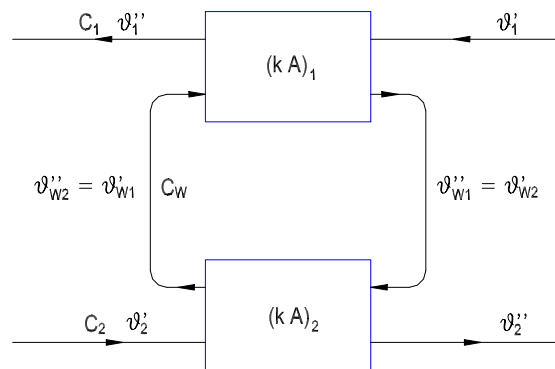 C₁ ϑ₁'' ϑ₁'
(k A)₁
ϑ''W2 = ϑ'W1 CW ϑ''W1 = ϑ'W2
(k A)₂
C₂ ϑ₂' ϑ₂''